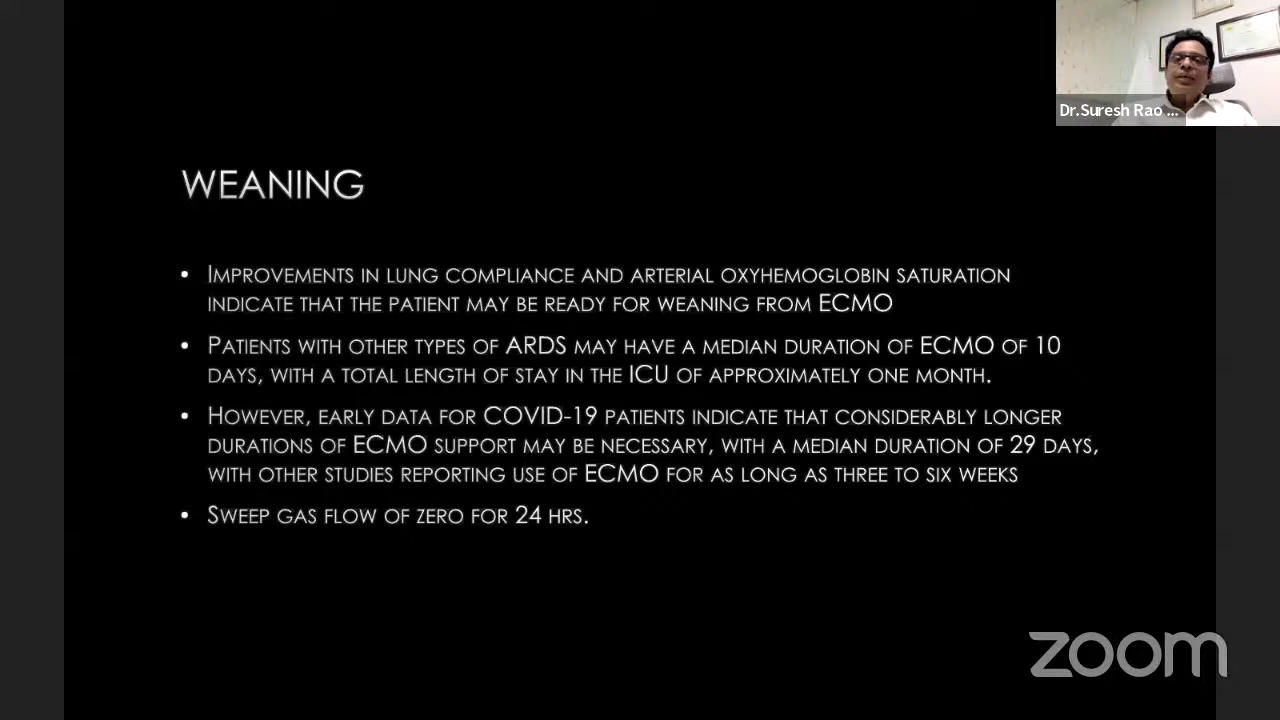 Dr.Suresh Rao ...
WEANING
• IMPROVEMENTS IN LUNG COMPLIANCE AND ARTERIAL OXYHEMOGLOBIN SATURATION
INDICATE THAT THE PATIENT MAY BE READY FOR WEANING FROM ECMO
• PATIENTS WITH OTHER TYPES OF ARDS MAY HAVE A MEDIAN DURATION OF ECMO OF 10
DAYS, WITH A TOTAL LENGTH OF STAY IN THE ICU OF APPROXIMATELY ONE MONTH.
• HOWEVER, EARLY DATA FOR COVID-19 PATIENTS INDICATE THAT CONSIDERABLY LONGER
DURATIONS OF ECMO SUPPORT MAY BE NECESSARY, WITH A MEDIAN DURATION OF 29 DAYS,
WITH OTHER STUDIES REPORTING USE OF ECMO FOR AS LONG AS THREE TO SIX WEEKS
• SWEEP GAS FLOW OF ZERO FOR 24 HRS.
zoom